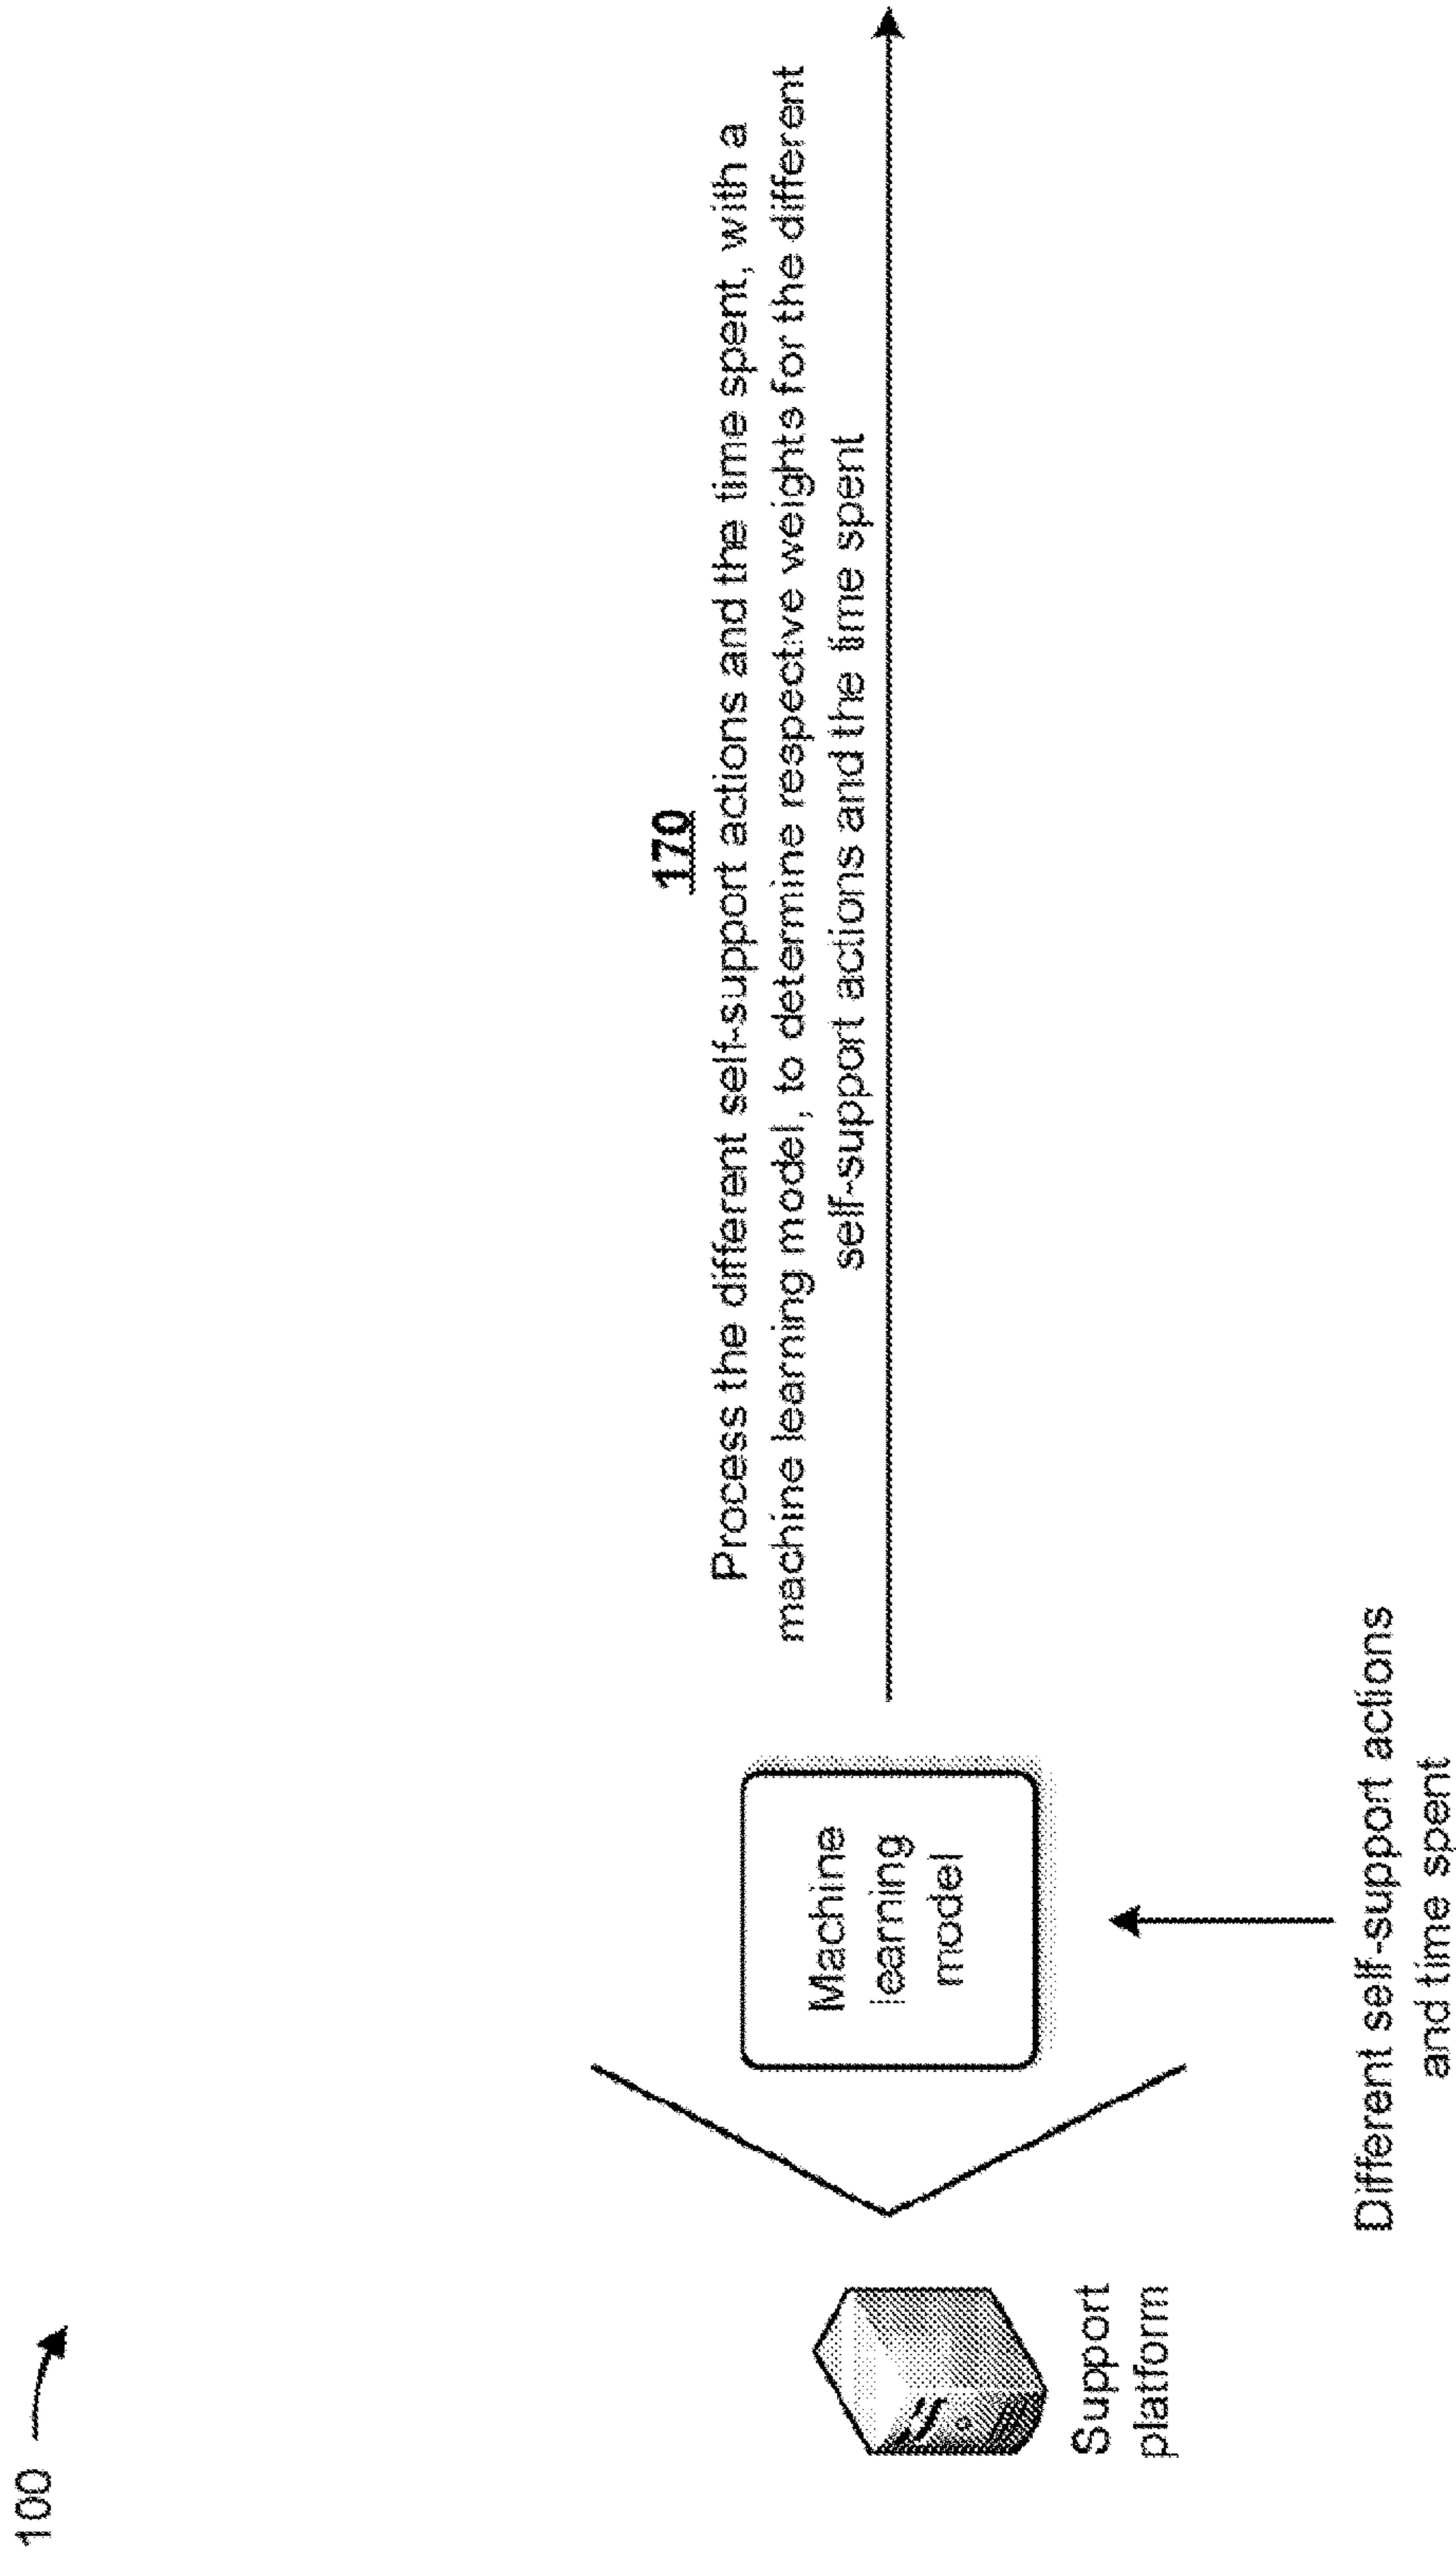 100
170
Process the different self-support actions and the time spent, with a
machine learning model, to determine respective weights for the different
self-support actions and the time spent
Machine
learning
model
Support
platform
Different self-support actions
and time spent